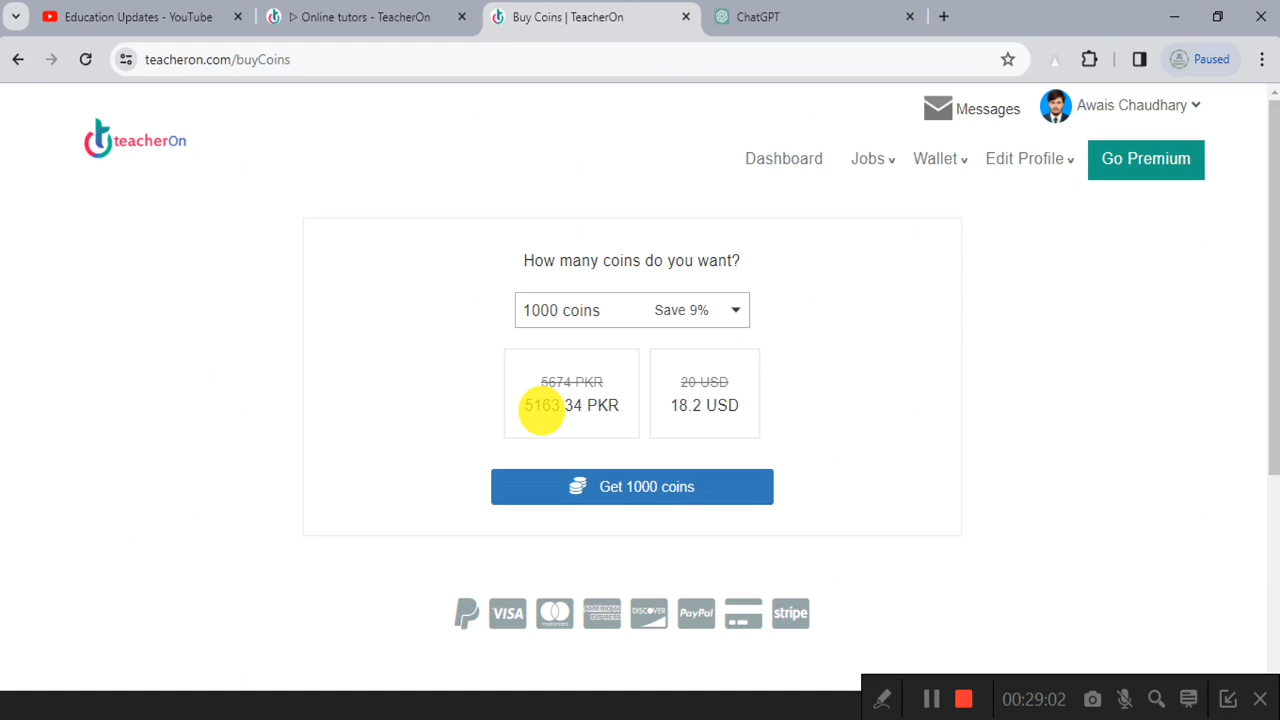 Education Updates - YouTube
Online tutors - TeacherOn
Buy Coins | TeacherOn
ChatGPT
teacheron.com/buyCoins
Paused
teacherOn
Messages
Awais Chaudhary
Dashboard
Jobs
Wallet
Edit Profile
Go Premium
How many coins do you want?
1000 coins Save 9%
5674 PKR
5163.34 PKR
20 USD
18.2 USD
Get 1000 coins
VISA
DISCOVER
PayPal
stripe
00:29:02